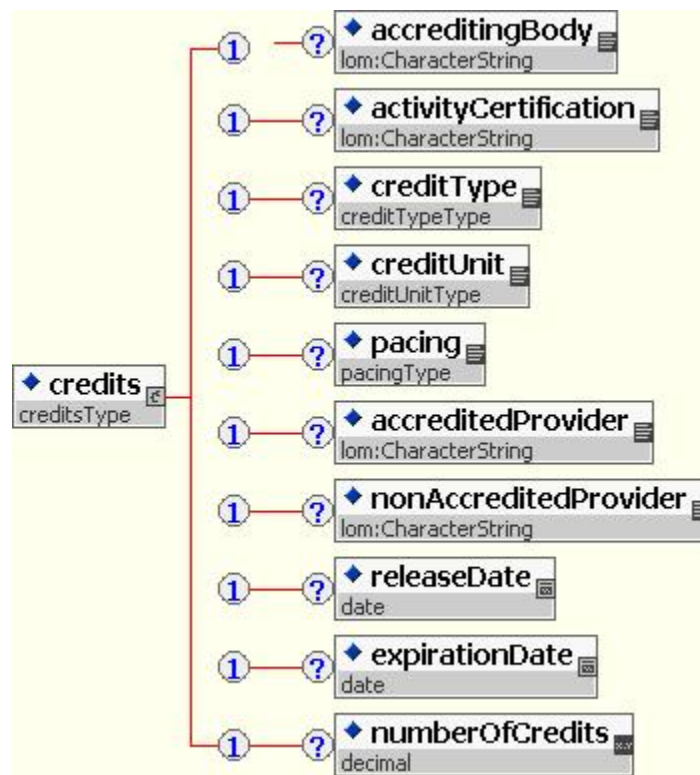 1 ? accreditingBody
lom:CharacterString
1 ? activityCertification
lom:CharacterString
1 ? creditType
creditTypeType
1 ? creditUnit
creditUnitType
1 ? pacing
pacingType
credits
creditsType
1 ? accreditedProvider
lom:CharacterString
1 ? nonAccreditedProvider
lom:CharacterString
1 ? releaseDate
date
1 ? expirationDate
date
1 ? numberOfCredits
decimal